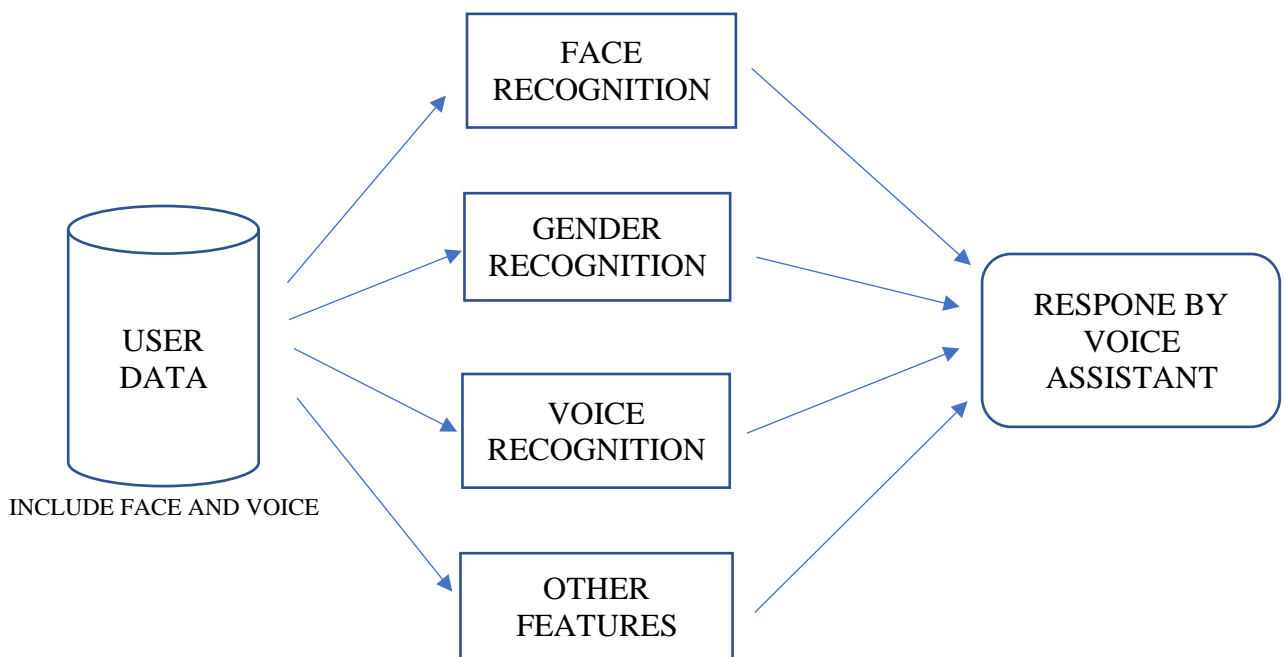 FACE
RECOGNITION
GENDER
RECOGNITION
USER
DATA
INCLUDE FACE AND VOICE
VOICE
RECOGNITION
OTHER
FEATURES
RESPONE BY
VOICE
ASSISTANT